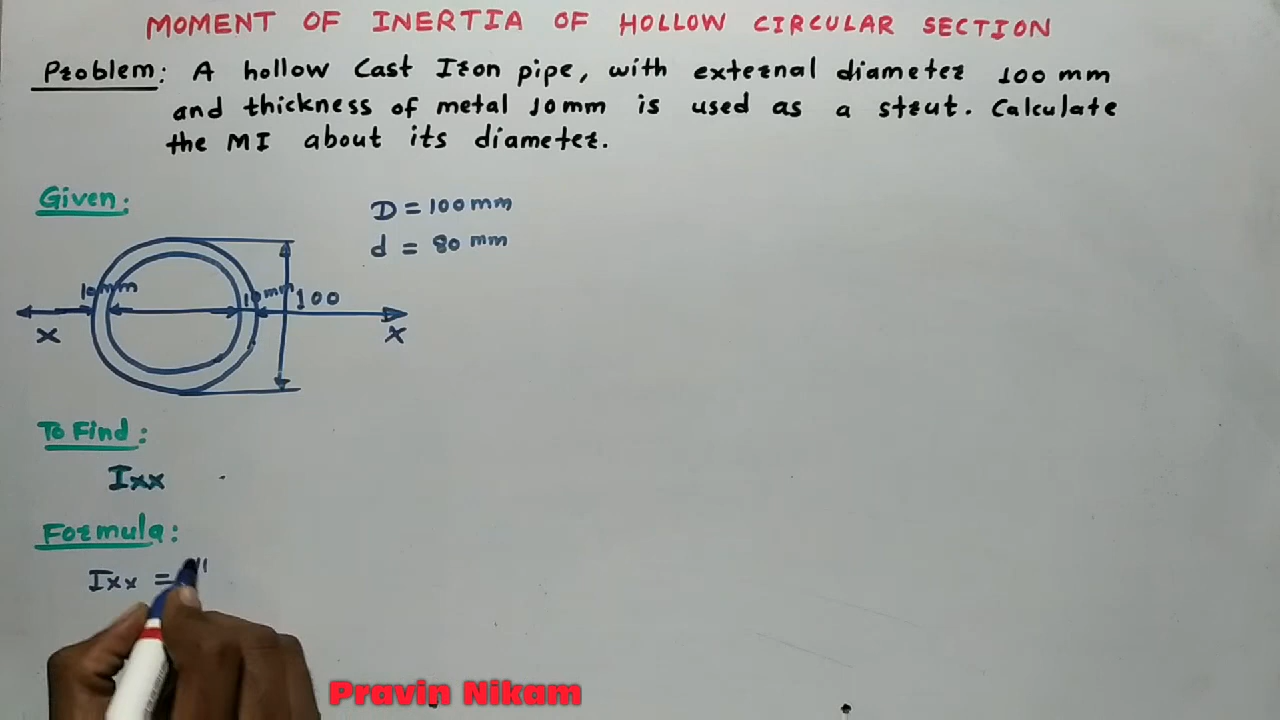 MOMENT OF INERTIA OF HOLLOW CIRCULAR SECTION
Problem: A hollow Cast Iron pipe, with external diameter 100 mm
and thickness of metal 10mm is used as a strut. Calculate
the MI about its diameter.
Given:
D = 100 mm
d = 80 mm
10mm
10mm
100
X
X
To Find:
Ixx
Formula:
Ixx =
Pravin Nikam